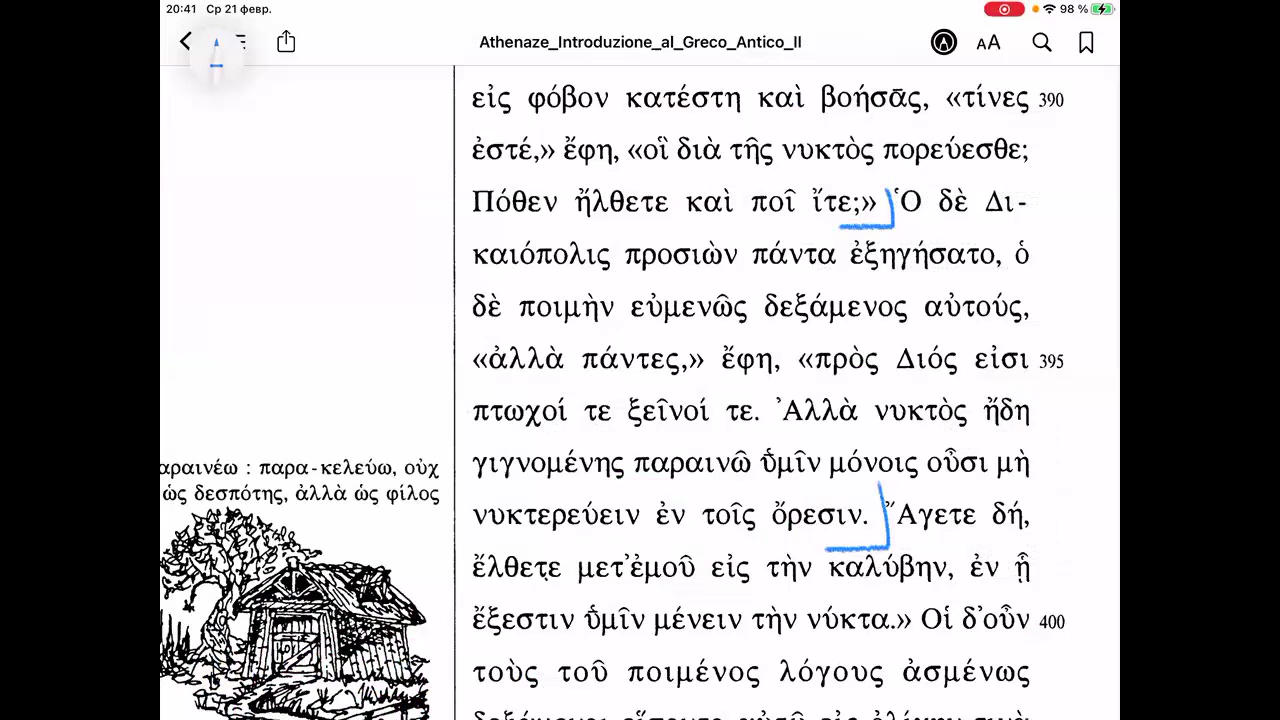 20:41 Ср 21 февр.
98 %
Athenaze_Introduzione_al_Greco_Antico_II
AA
εἰς φόβον κατέστη καὶ βοήσᾱς, «τίνες 390
ἐστέ,» ἔφη, «οἳ διὰ τῆς νυκτὸς πορεύεσθε;
Πόθεν ἤλθετε καὶ ποῖ ἴτε;» Ὁ δὲ Δι-
καιόπολις προσιὼν πάντα ἐξηγήσατο, ὁ
δὲ ποιμὴν εὐμενῶς δεξάμενος αὐτούς,
«ἀλλὰ πάντες,» ἔφη, «πρὸς Διός εἰσι 395
πτωχοί τε ξεῖνοί τε. Ἀλλὰ νυκτὸς ἤδη
γιγνομένης παραινῶ ὑ̄μῖν μόνοις οὖσι μὴ
νυκτερεύειν ἐν τοῖς ὄρεσιν. Ἄγετε δή,
ἔλθετε μετ’ἐμοῦ εἰς τὴν καλύβην, ἐν ᾗ
ἔξεστιν ὑ̄μῖν μένειν τὴν νύκτα.» Οἱ δ’οὖν 400
τοὺς τοῦ ποιμένος λόγους ἀσμένως
αραινέω : παρα-κελεύω, οὐχ
ὡς δεσπότης, ἀλλὰ ὡς φίλος